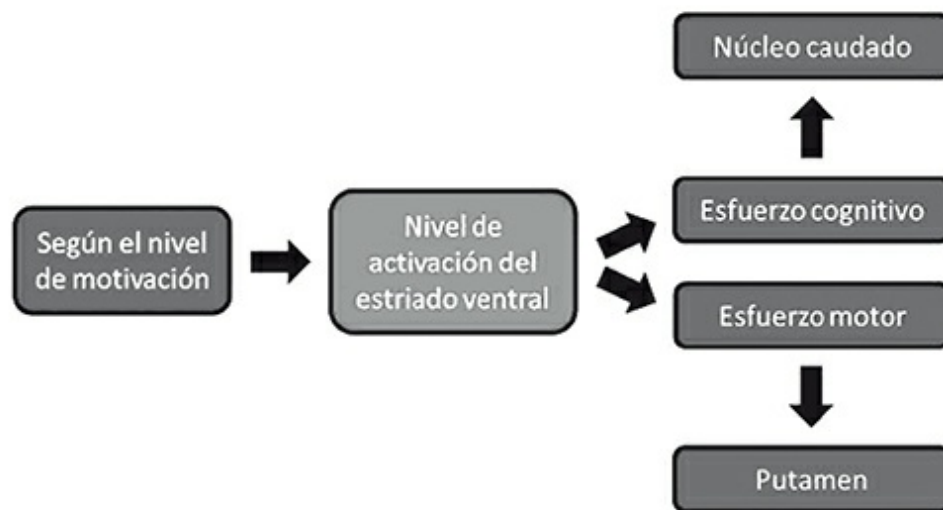 Según el nivel
de motivación
Nivel de
activación del
estriado ventral
Núcleo caudado
Esfuerzo cognitivo
Esfuerzo motor
Putamen